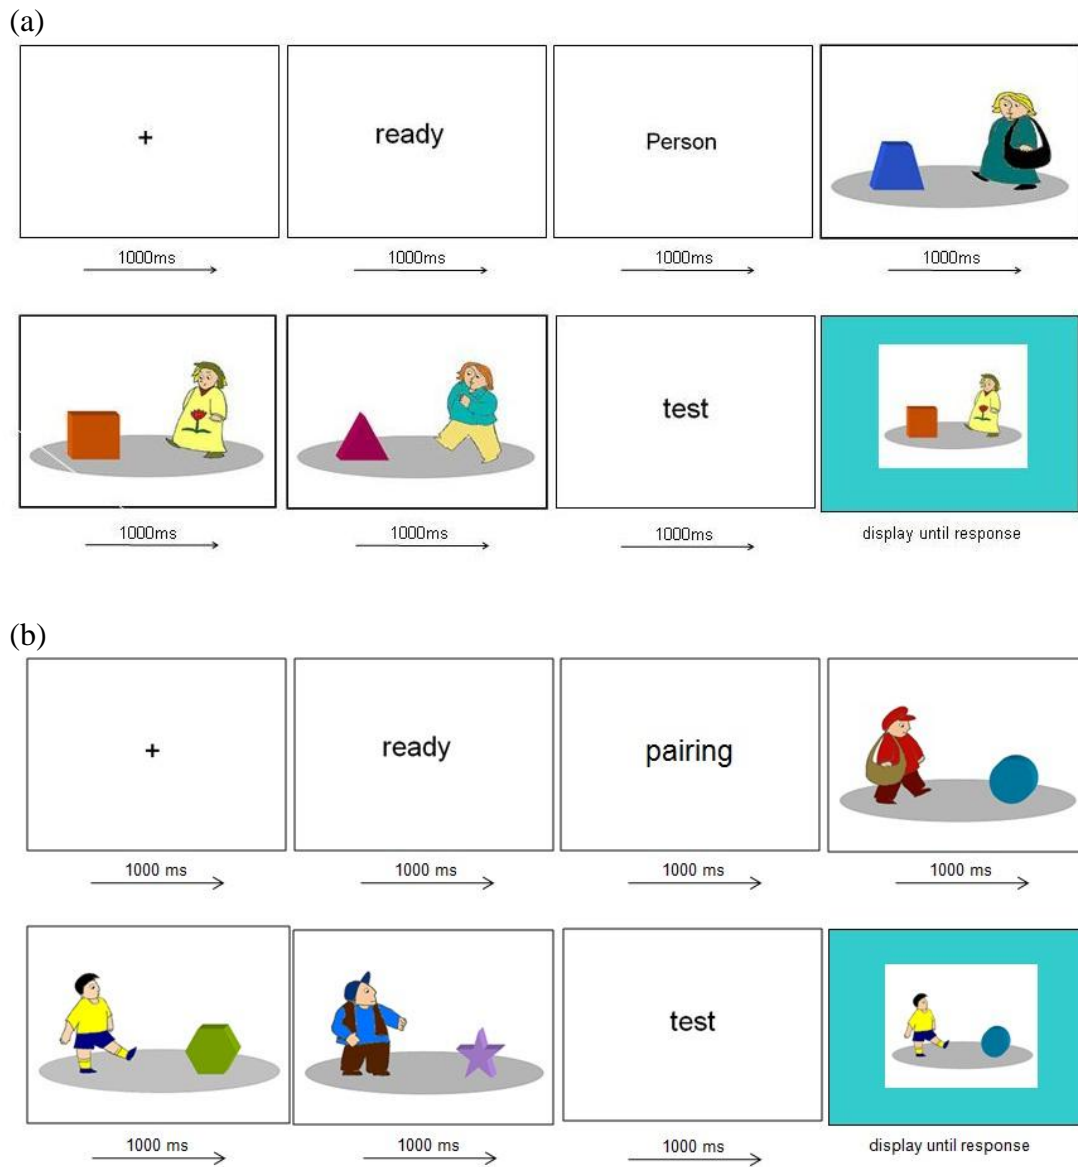 (a)
+ ready Person
1000ms 1000ms 1000ms 1000ms
test
1000ms 1000ms 1000ms display until response
(b)
+ ready pairing
1000 ms 1000 ms 1000 ms 1000 ms
test
1000 ms 1000 ms 1000 ms display until response